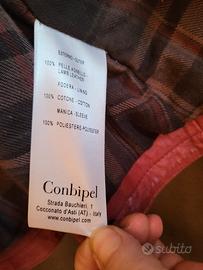 ESTERNO-OUTER
100% PELLE AGNELLO-
LAMB LEATHER
FODERA-LINING
100% COTONE-COTTON
MANICA-SLEEVE
100% POLIESTERE-POLYESTER
Conbipel
Strada Bauchieri, 1
Cocconato d'Asti (AT) - Italy
www.conbipel.com
subito